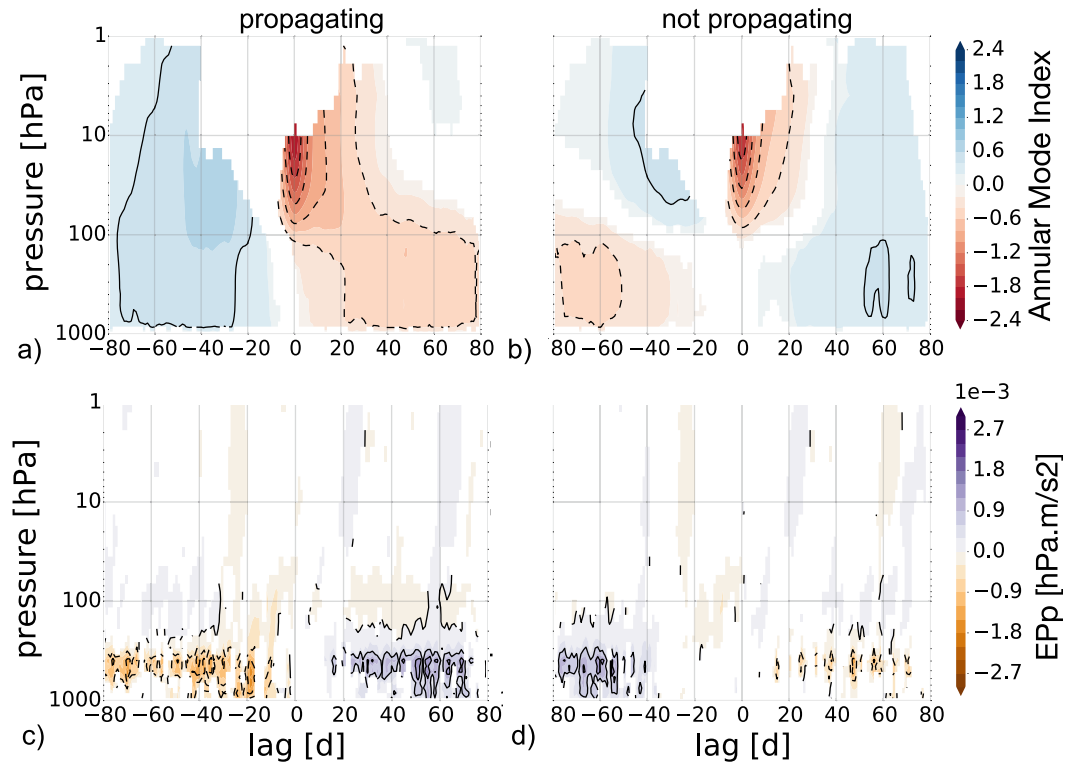 propagating not propagating
pressure [hPa]
1
10
100
1000
−80 −60 −40 −20 0 20 40 60 80
a)
−80 −60 −40 −20 0 20 40 60 80
b)
2.4
1.8
1.2
0.6
0.0
−0.6
−1.2
−1.8
−2.4
Annular Mode Index
pressure [hPa]
1
10
100
1000
−80 −60 −40 −20 0 20 40 60 80
c)
lag [d]
−80 −60 −40 −20 0 20 40 60 80
d)
lag [d]
1e−3
2.7
1.8
0.9
0.0
−0.9
−1.8
−2.7
EPp [hPa.m/s2]